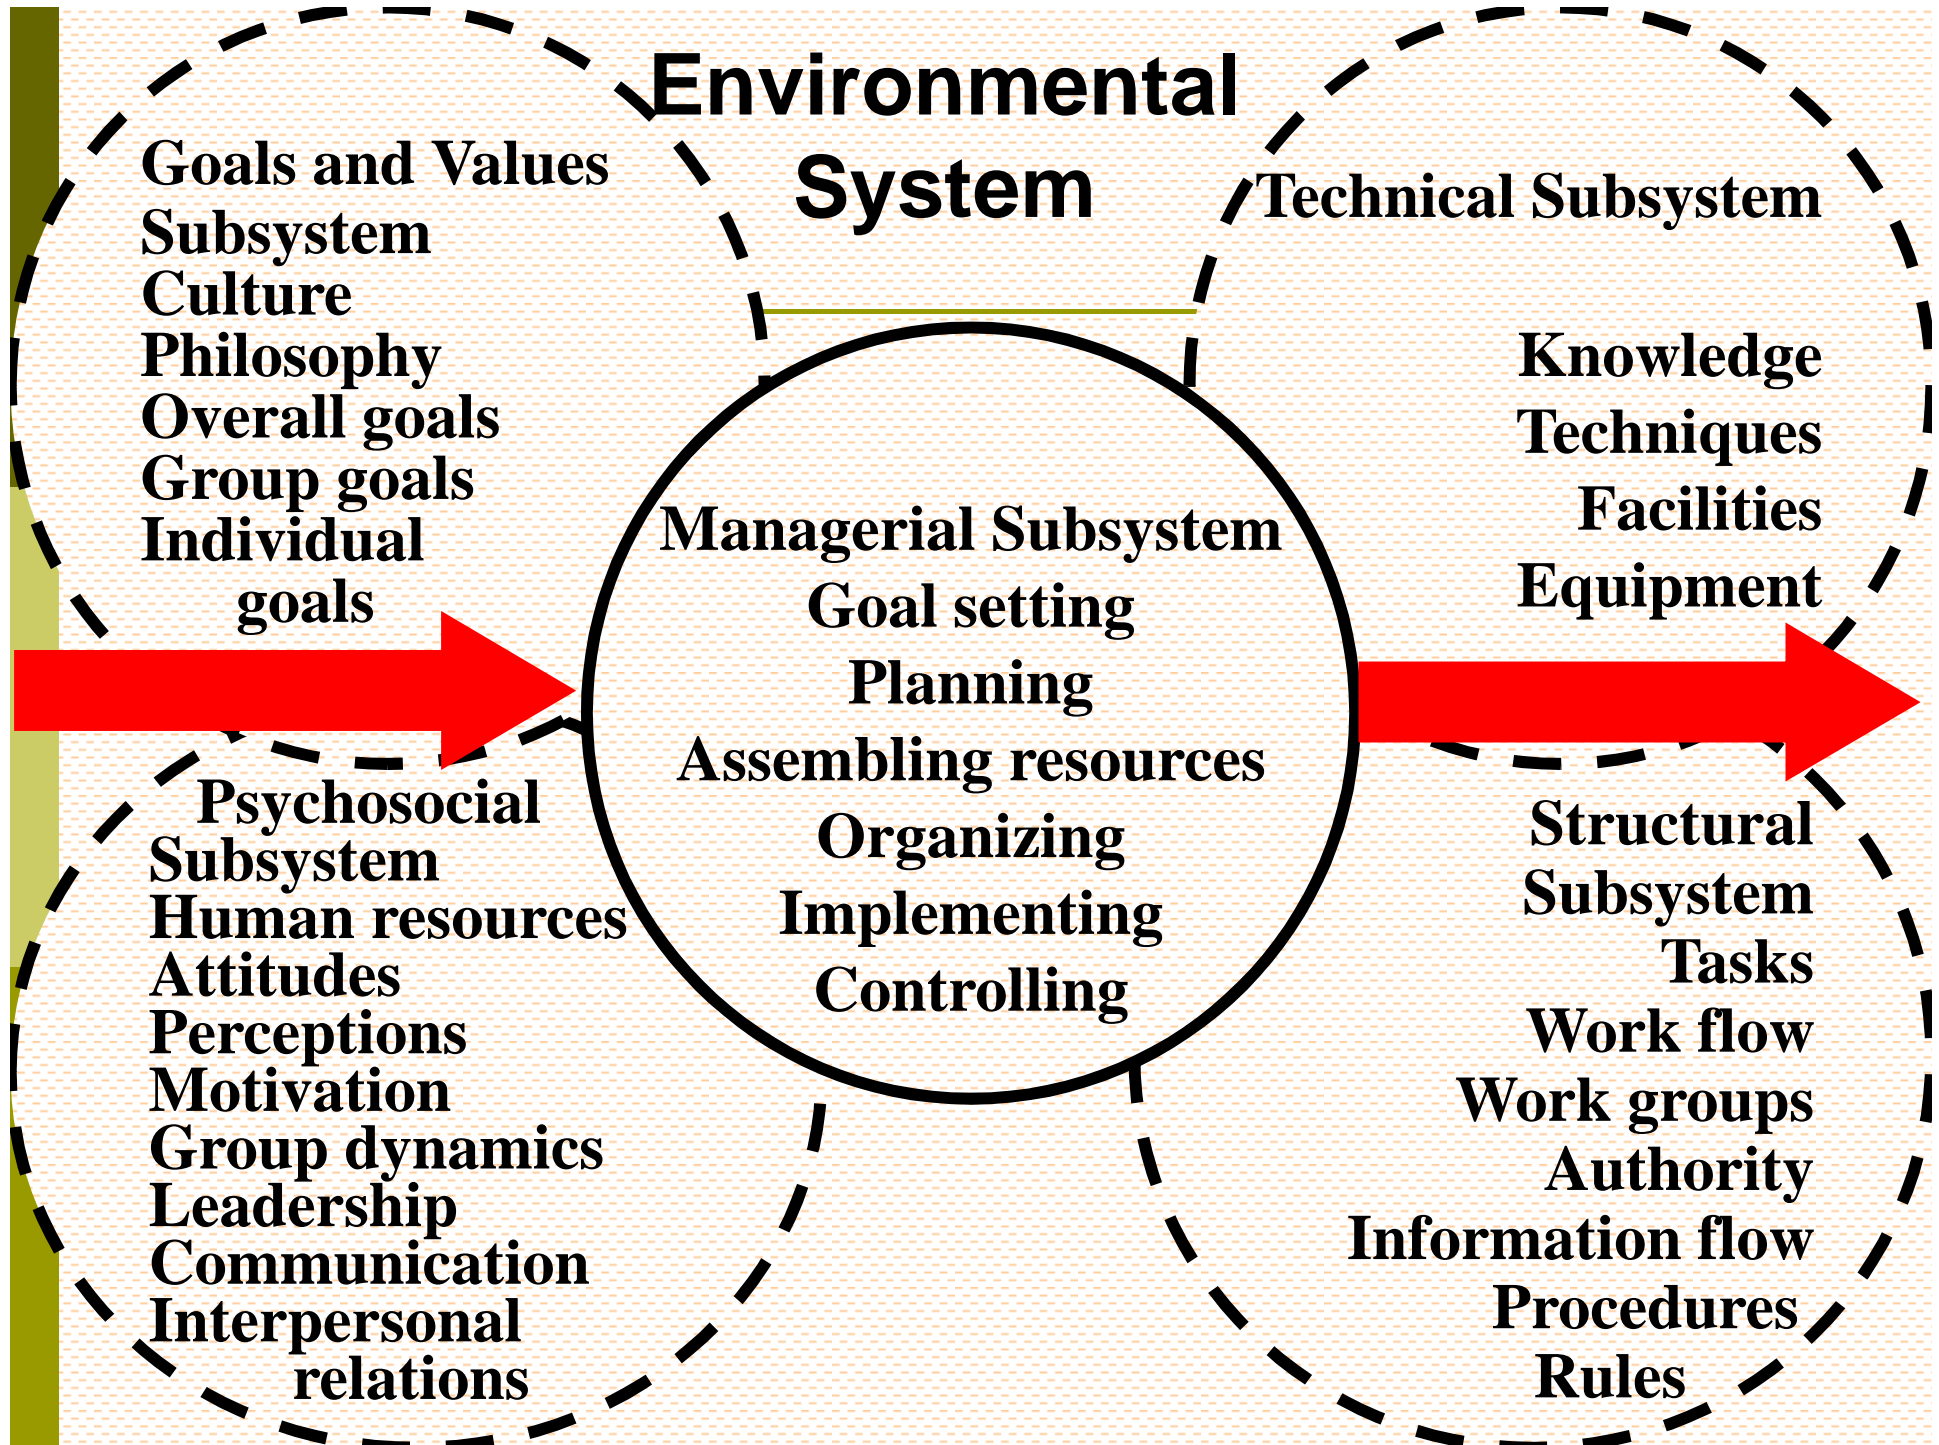 Environmental
System
Goals and Values
Subsystem
Culture
Philosophy
Overall goals
Group goals
Individual
goals
Technical Subsystem
Knowledge
Techniques
Facilities
Equipment
Managerial Subsystem
Goal setting
Planning
Assembling resources
Organizing
Implementing
Controlling
Psychosocial
Subsystem
Human resources
Attitudes
Perceptions
Motivation
Group dynamics
Leadership
Communication
Interpersonal
relations
Structural
Subsystem
Tasks
Work flow
Work groups
Authority
Information flow
Procedures
Rules